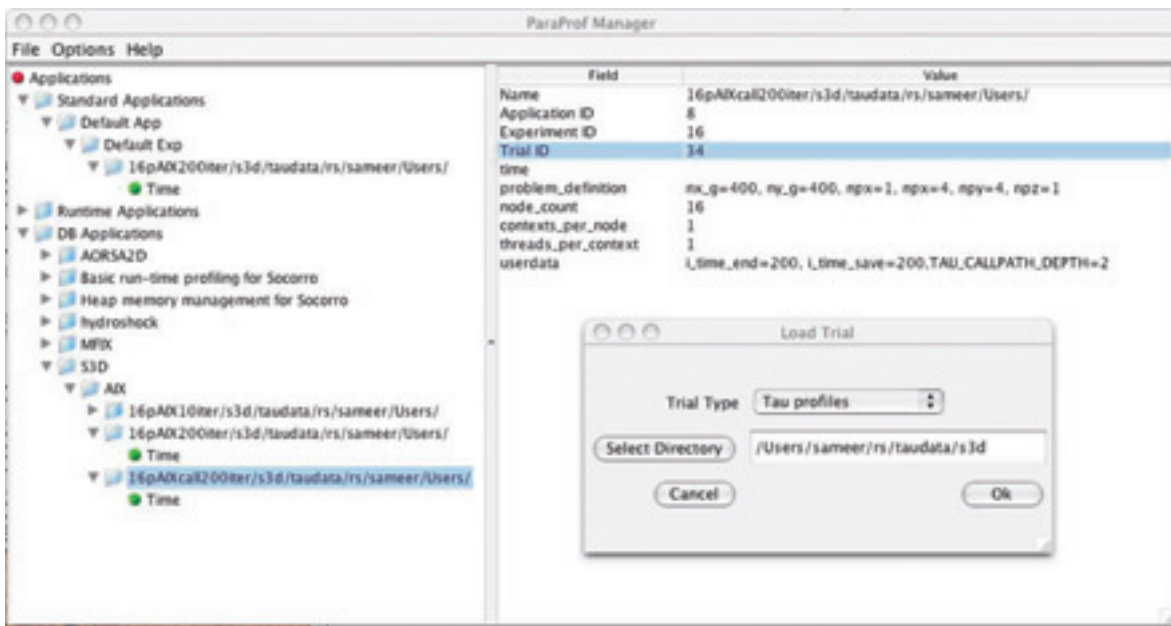 ParaProf Manager
File Options Help
Applications
Standard Applications
Default App
Default Exp
16pAIX200iter/s3d/taudata/rs/sameer/Users/
Time
Runtime Applications
DB Applications
AORSA2D
Basic run-time profiling for Socorro
Heap memory management for Socorro
hydroshock
MFIX
S3D
AIX
16pAIX10iter/s3d/taudata/rs/sameer/Users/
16pAIX200iter/s3d/taudata/rs/sameer/Users/
Time
16pAIXcall200iter/s3d/taudata/rs/sameer/Users/
Time
Field Value
Name 16pAIXcall200iter/s3d/taudata/rs/sameer/Users/
Application ID 8
Experiment ID 16
Trial ID 34
time
problem_definition nx_g=400, ny_g=400, npx=1, npx=4, npy=4, npz=1
node_count 16
contexts_per_node 1
threads_per_context 1
userdata i_time_end=200, i_time_save=200,TAU_CALLPATH_DEPTH=2
Load Trial
Trial Type Tau profiles
Select Directory /Users/sameer/rs/taudata/s3d
Cancel Ok